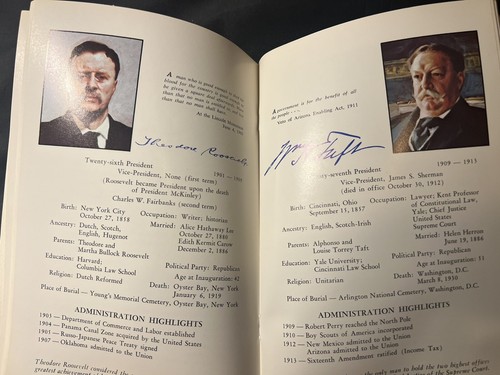 A man who is good enough to shed his
blood for the country is good enough to
be given a square deal afterwards. More
than that no man is entitled to, and less
than that no man shall have.
At the Lincoln Monument
June 4, 1903
Theodore Roosevelt
Twenty-sixth President
1901 — 1909
Vice-President, None (first term)
(Roosevelt became President upon the death
of President McKinley)
Charles W. Fairbanks (second term)
Birth: New York City
October 27, 1858
Occupation: Writer; historian
Ancestry: Dutch, Scotch,
English, Hugenot
Married: Alice Hathaway Lee
October 27, 1880
Edith Kermit Carow
December 2, 1886
Parents: Theodore and
Martha Bullock Roosevelt
Political Party: Republican
Education: Harvard;
Columbia Law School
Age at Inauguration: 42
Religion: Dutch Reformed
Death: Oyster Bay, New York
January 6, 1919
Place of Burial — Young's Memorial Cemetery, Oyster Bay, New York
ADMINISTRATION HIGHLIGHTS
1903 — Department of Commerce and Labor established
1904 — Panama Canal Zone acquired by the United States
1905 — Russo-Japanese Peace Treaty signed
1907 — Oklahoma admitted to the Union
Theodore Roosevelt considered the
greatest achievement
A government is for the benefit of all
the people
Veto of Arizona Enabling Act, 1911
Wm H Taft
Twenty-seventh President
1909 — 1913
Vice-President, James S. Sherman
(died in office October 30, 1912)
Birth: Cincinnati, Ohio
September 15, 1857
Occupation: Lawyer; Kent Professor
of Constitutional Law,
Yale; Chief Justice
United States
Supreme Court
Ancestry: English, Scotch-Irish
Parents: Alphonso and
Louise Torrey Taft
Married: Helen Herron
June 19, 1886
Education: Yale University;
Cincinnati Law School
Political Party: Republican
Age at Inauguration: 51
Religion: Unitarian
Death: Washington, D.C.
March 8, 1930
Place of Burial — Arlington National Cemetery, Washington, D.C.
ADMINISTRATION HIGHLIGHTS
1909 — Robert Perry reached the North Pole
1910 — Boy Scouts of America incorporated
1912 — New Mexico admitted to the Union
Arizona admitted to the Union
1913 — Sixteenth Amendment ratified (Income Tax)
only man to hold the two highest
of the Supreme Court.